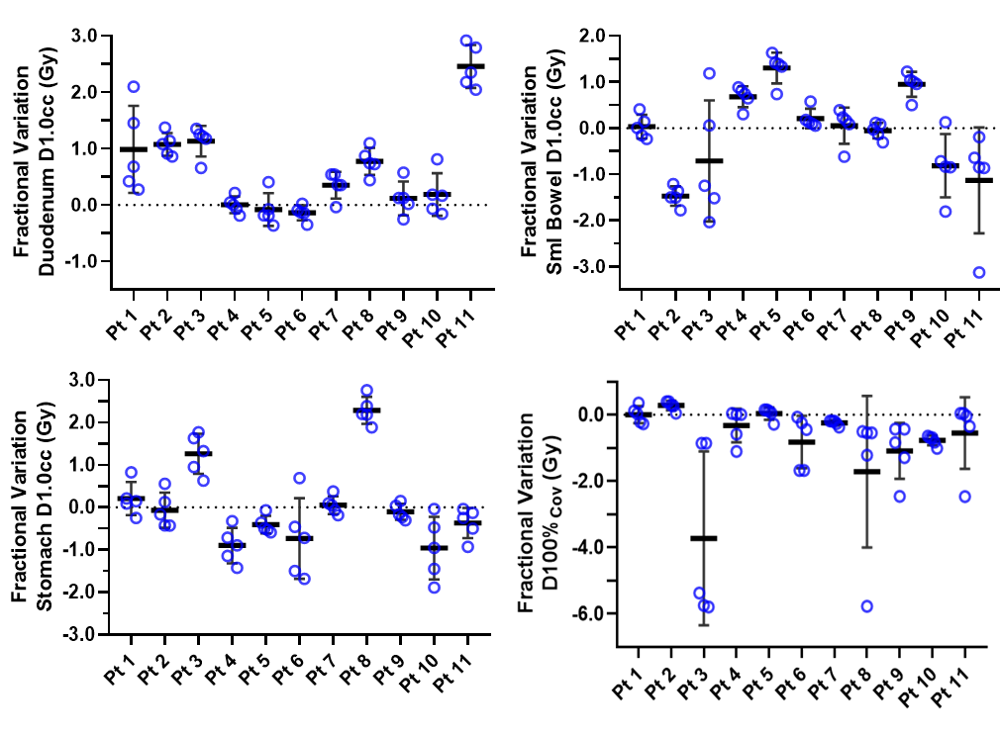 Fractional Variation
Duodenum D1.0cc (Gy)
3.0
2.0
1.0
0.0
-1.0
Pt 1
Pt 2
Pt 3
Pt 4
Pt 5
Pt 6
Pt 7
Pt 8
Pt 9
Pt 10
Pt 11
Fractional Variation
Sml Bowel D1.0cc (Gy)
2.0
1.0
0.0
-1.0
-2.0
-3.0
Pt 1
Pt 2
Pt 3
Pt 4
Pt 5
Pt 6
Pt 7
Pt 8
Pt 9
Pt 10
Pt 11
Fractional Variation
Stomach D1.0cc (Gy)
3.0
2.0
1.0
0.0
-1.0
-2.0
-3.0
Pt 1
Pt 2
Pt 3
Pt 4
Pt 5
Pt 6
Pt 7
Pt 8
Pt 9
Pt 10
Pt 11
Fractional Variation
D100%Cov (Gy)
0.0
-2.0
-4.0
-6.0
Pt 1
Pt 2
Pt 3
Pt 4
Pt 5
Pt 6
Pt 7
Pt 8
Pt 9
Pt 10
Pt 11